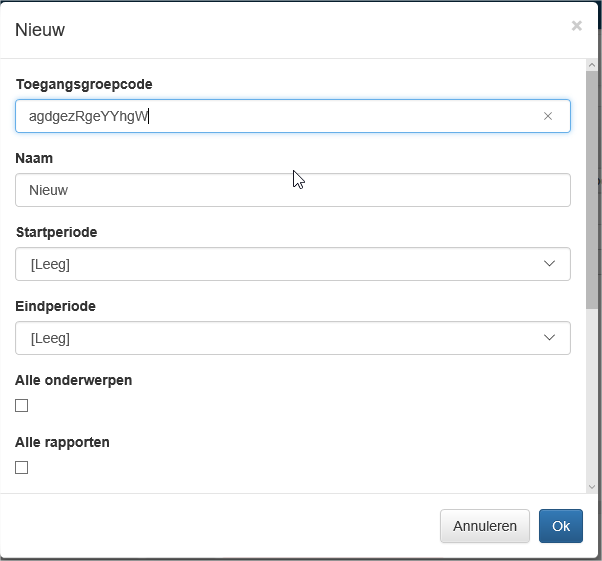 Nieuw
Toegangsgroepcode
agdgezRgeYYhgW
Naam
Nieuw
Startperiode
[Leeg]
Eindperiode
[Leeg]
Alle onderwerpen
Alle rapporten
Annuleren Ok